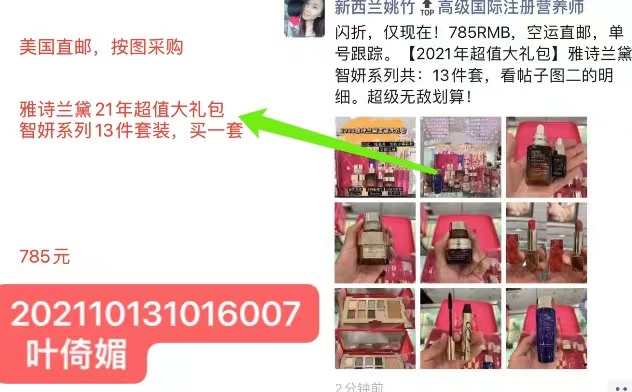 美国直邮，按图采购
雅诗兰黛21年超值大礼包
智妍系列13件套装，买一套
785元
202110131016007
叶倚媚
新西兰姚竹 TOP 高级国际注册营养师
闪折，仅现在！785RMB，空运直邮，单
号跟踪。【2021年超值大礼包】雅诗兰黛
智妍系列共：13件套，看帖子图二的明
细。超级无敌划算！
2分钟前